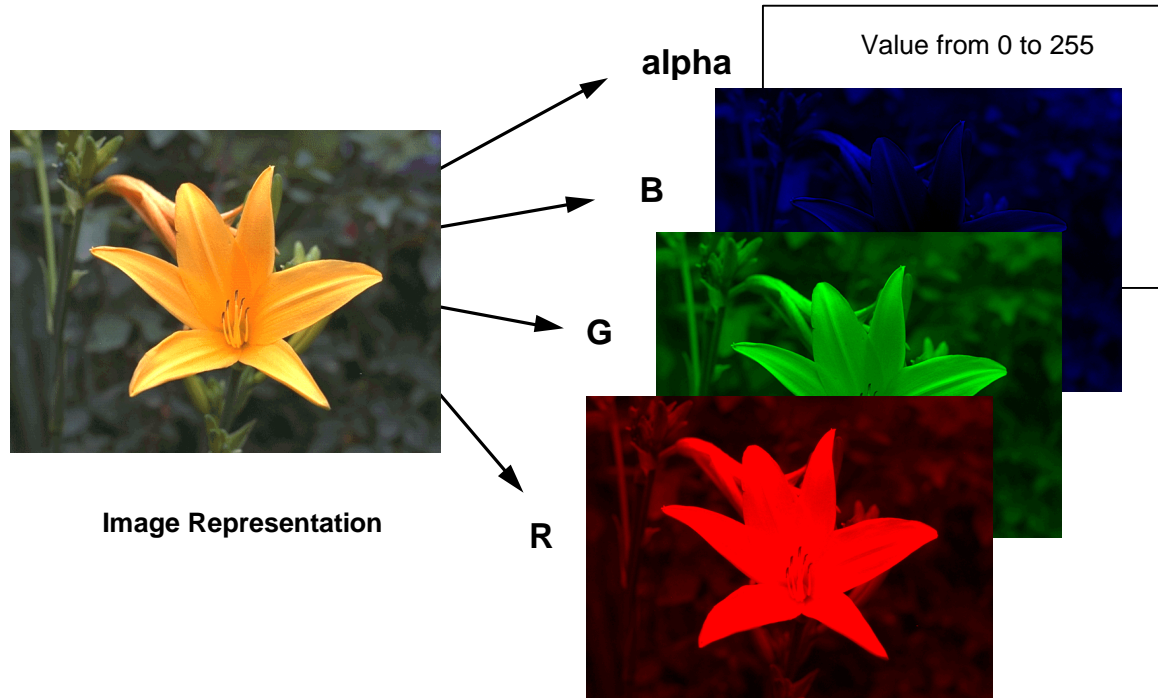 Value from 0 to 255
alpha
B
G
Image Representation
R